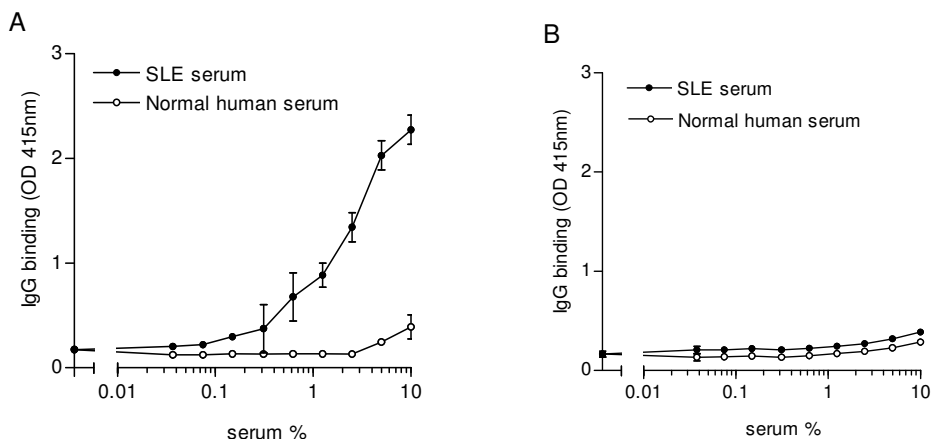 A
3
SLE serum
Normal human serum
2
1
0
IgG binding (OD 415nm)
0.01
0.1
1
10
serum %
B
3
SLE serum
Normal human serum
2
1
0
IgG binding (OD 415nm)
0.01
0.1
1
10
serum %